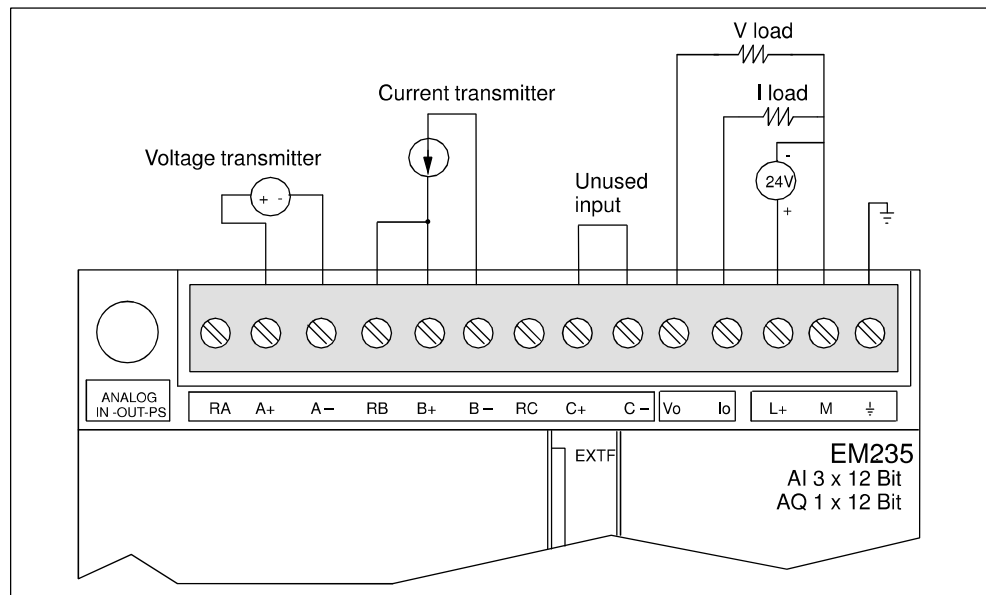 V load
Current transmitter
I load
Voltage transmitter
Unused
input
-
24V
+
+ -
ANALOG
IN -OUT-PS
RA A+ A– RB B+ B– RC C+ C– Vo Io L+ M ⏚
EXTF
EM235
AI 3 x 12 Bit
AQ 1 x 12 Bit